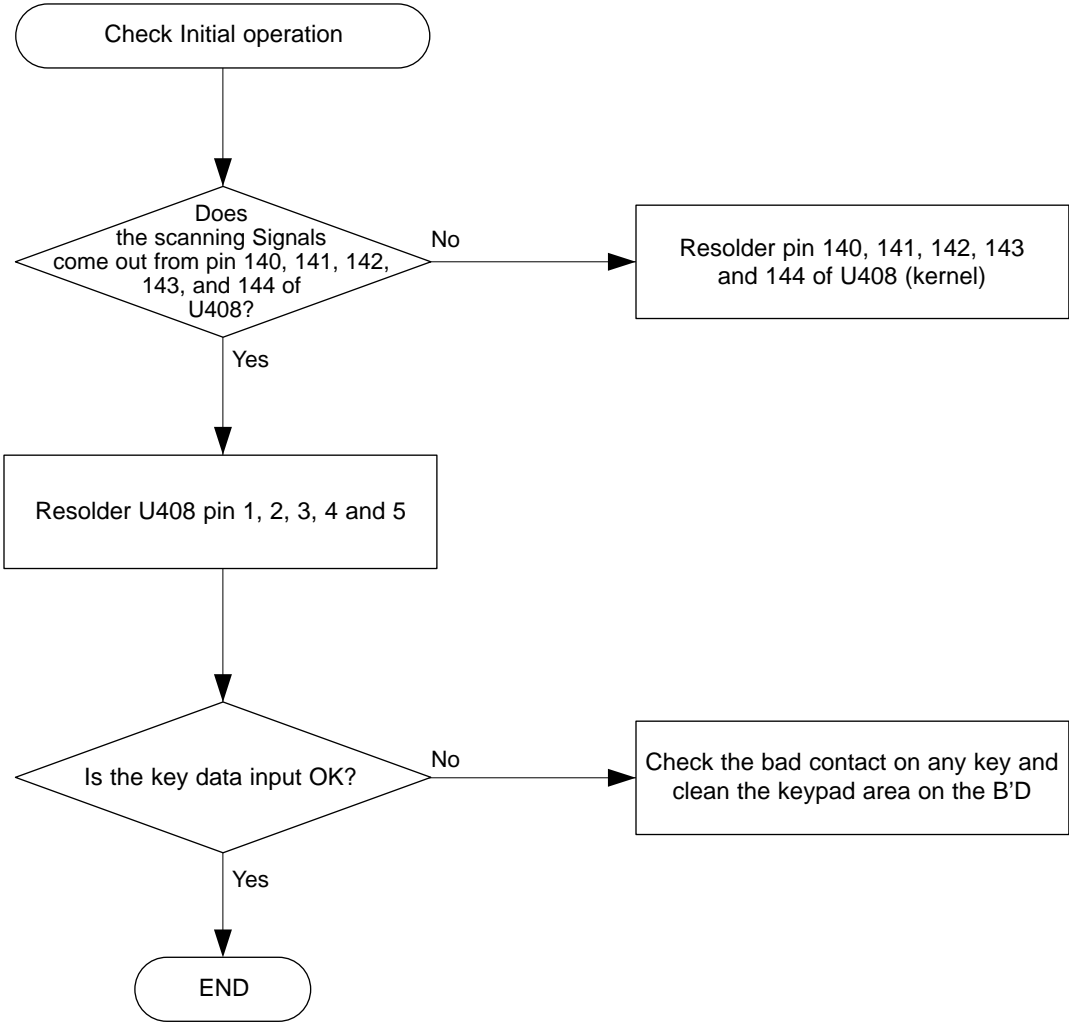 Check Initial operation
Does
the scanning Signals
come out from pin 140, 141, 142,
143, and 144 of
U408?
No
Resolder pin 140, 141, 142, 143
and 144 of U408 (kernel)
Yes
Resolder U408 pin 1, 2, 3, 4 and 5
Is the key data input OK?
No
Check the bad contact on any key and
clean the keypad area on the B’D
Yes
END